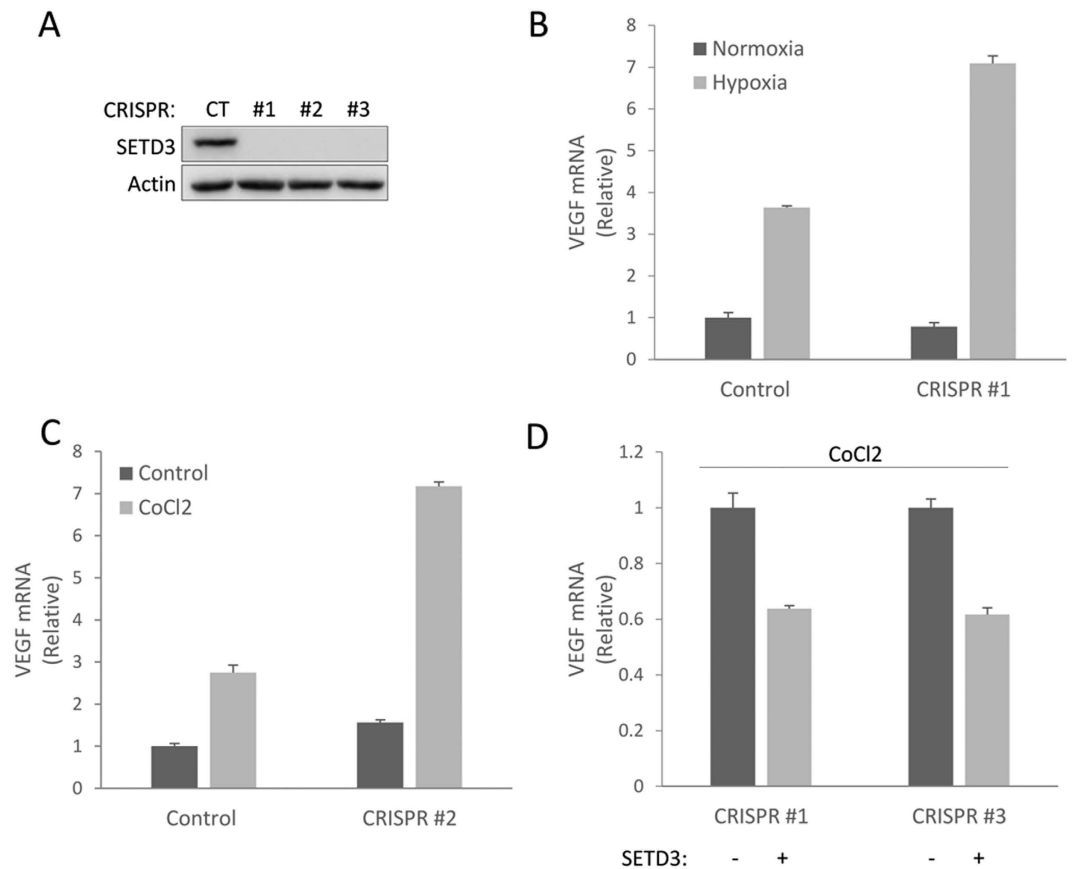 A
CRISPR: CT #1 #2 #3
SETD3
Actin
B
Normoxia
Hypoxia
VEGF mRNA
(Relative)
8
7
6
5
4
3
2
1
0
Control CRISPR #1
C
Control
CoCl2
VEGF mRNA
(Relative)
8
7
6
5
4
3
2
1
0
Control CRISPR #2
D
CoCl2
VEGF mRNA
(Relative)
1.2
1
0.8
0.6
0.4
0.2
0
CRISPR #1 CRISPR #3
SETD3: - + - +